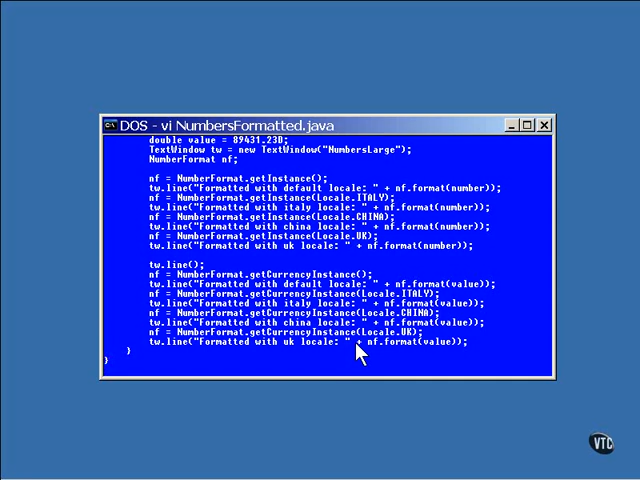 DOS - vi NumbersFormatted.java
double value = 89431.23D;
TextWindow tw = new TextWindow("NumbersLarge");
NumberFormat nf;
nf = NumberFormat.getInstance();
tw.line("Formatted with default locale: " + nf.format(number));
nf = NumberFormat.getInstance(Locale.ITALY);
tw.line("Formatted with italy locale: " + nf.format(number));
nf = NumberFormat.getInstance(Locale.CHINA);
tw.line("Formatted with china locale: " + nf.format(number));
nf = NumberFormat.getInstance(Locale.UK);
tw.line("Formatted with uk locale: " + nf.format(number));
tw.line();
nf = NumberFormat.getCurrencyInstance();
tw.line("Formatted with default locale: " + nf.format(value));
nf = NumberFormat.getCurrencyInstance(Locale.ITALY);
tw.line("Formatted with italy locale: " + nf.format(value));
nf = NumberFormat.getCurrencyInstance(Locale.CHINA);
tw.line("Formatted with china locale: " + nf.format(value));
nf = NumberFormat.getCurrencyInstance(Locale.UK);
tw.line("Formatted with uk locale: " + nf.format(value));
}
}
VTC